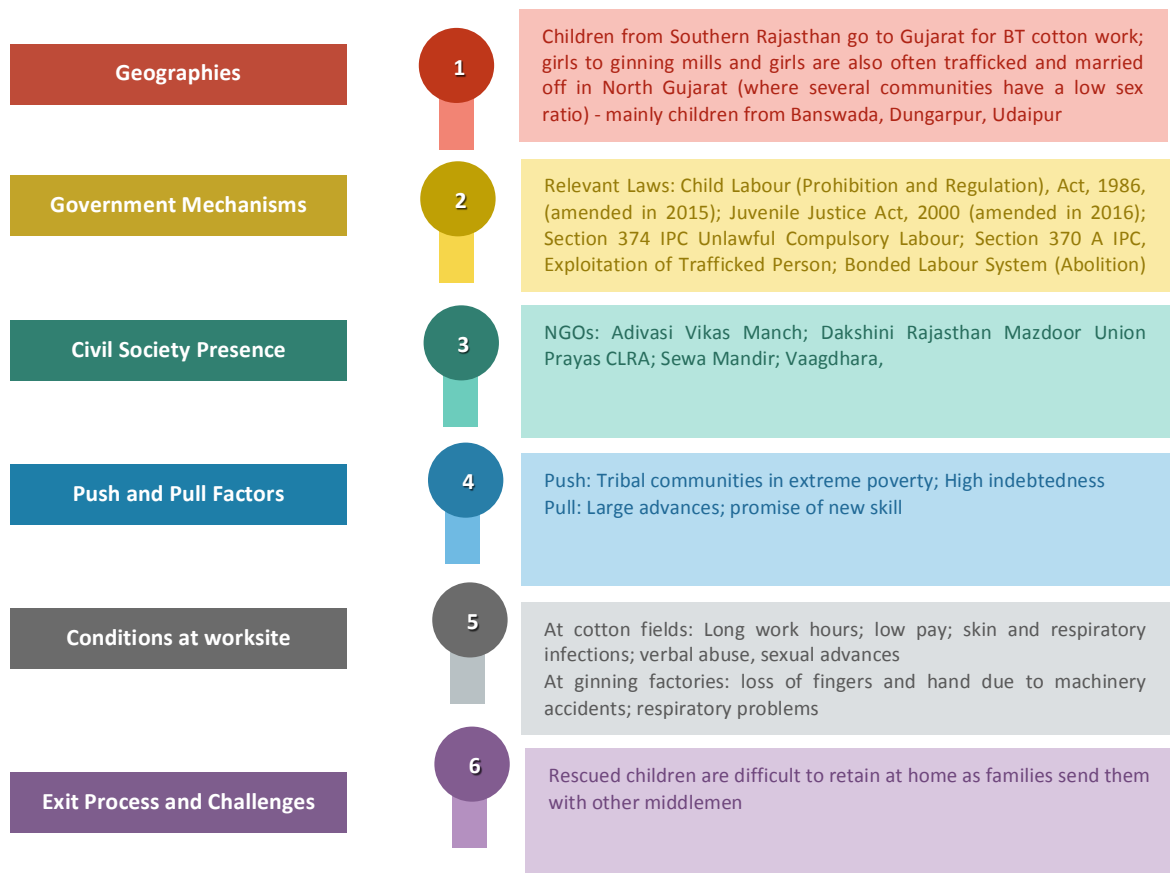 Geographies
1
Children from Southern Rajasthan go to Gujarat for BT cotton work;
girls to ginning mills and girls are also often trafficked and married
off in North Gujarat (where several communities have a low sex
ratio) - mainly children from Banswada, Dungarpur, Udaipur
Government Mechanisms
2
Relevant Laws: Child Labour (Prohibition and Regulation), Act, 1986,
(amended in 2015); Juvenile Justice Act, 2000 (amended in 2016);
Section 374 IPC Unlawful Compulsory Labour; Section 370 A IPC,
Exploitation of Trafficked Person; Bonded Labour System (Abolition)
Civil Society Presence
3
NGOs: Adivasi Vikas Manch; Dakshini Rajasthan Mazdoor Union
Prayas CLRA; Sewa Mandir; Vaagdhara,
Push and Pull Factors
4
Push: Tribal communities in extreme poverty; High indebtedness
Pull: Large advances; promise of new skill
Conditions at worksite
5
At cotton fields: Long work hours; low pay; skin and respiratory
infections; verbal abuse, sexual advances
At ginning factories: loss of fingers and hand due to machinery
accidents; respiratory problems
Exit Process and Challenges
6
Rescued children are difficult to retain at home as families send them
with other middlemen